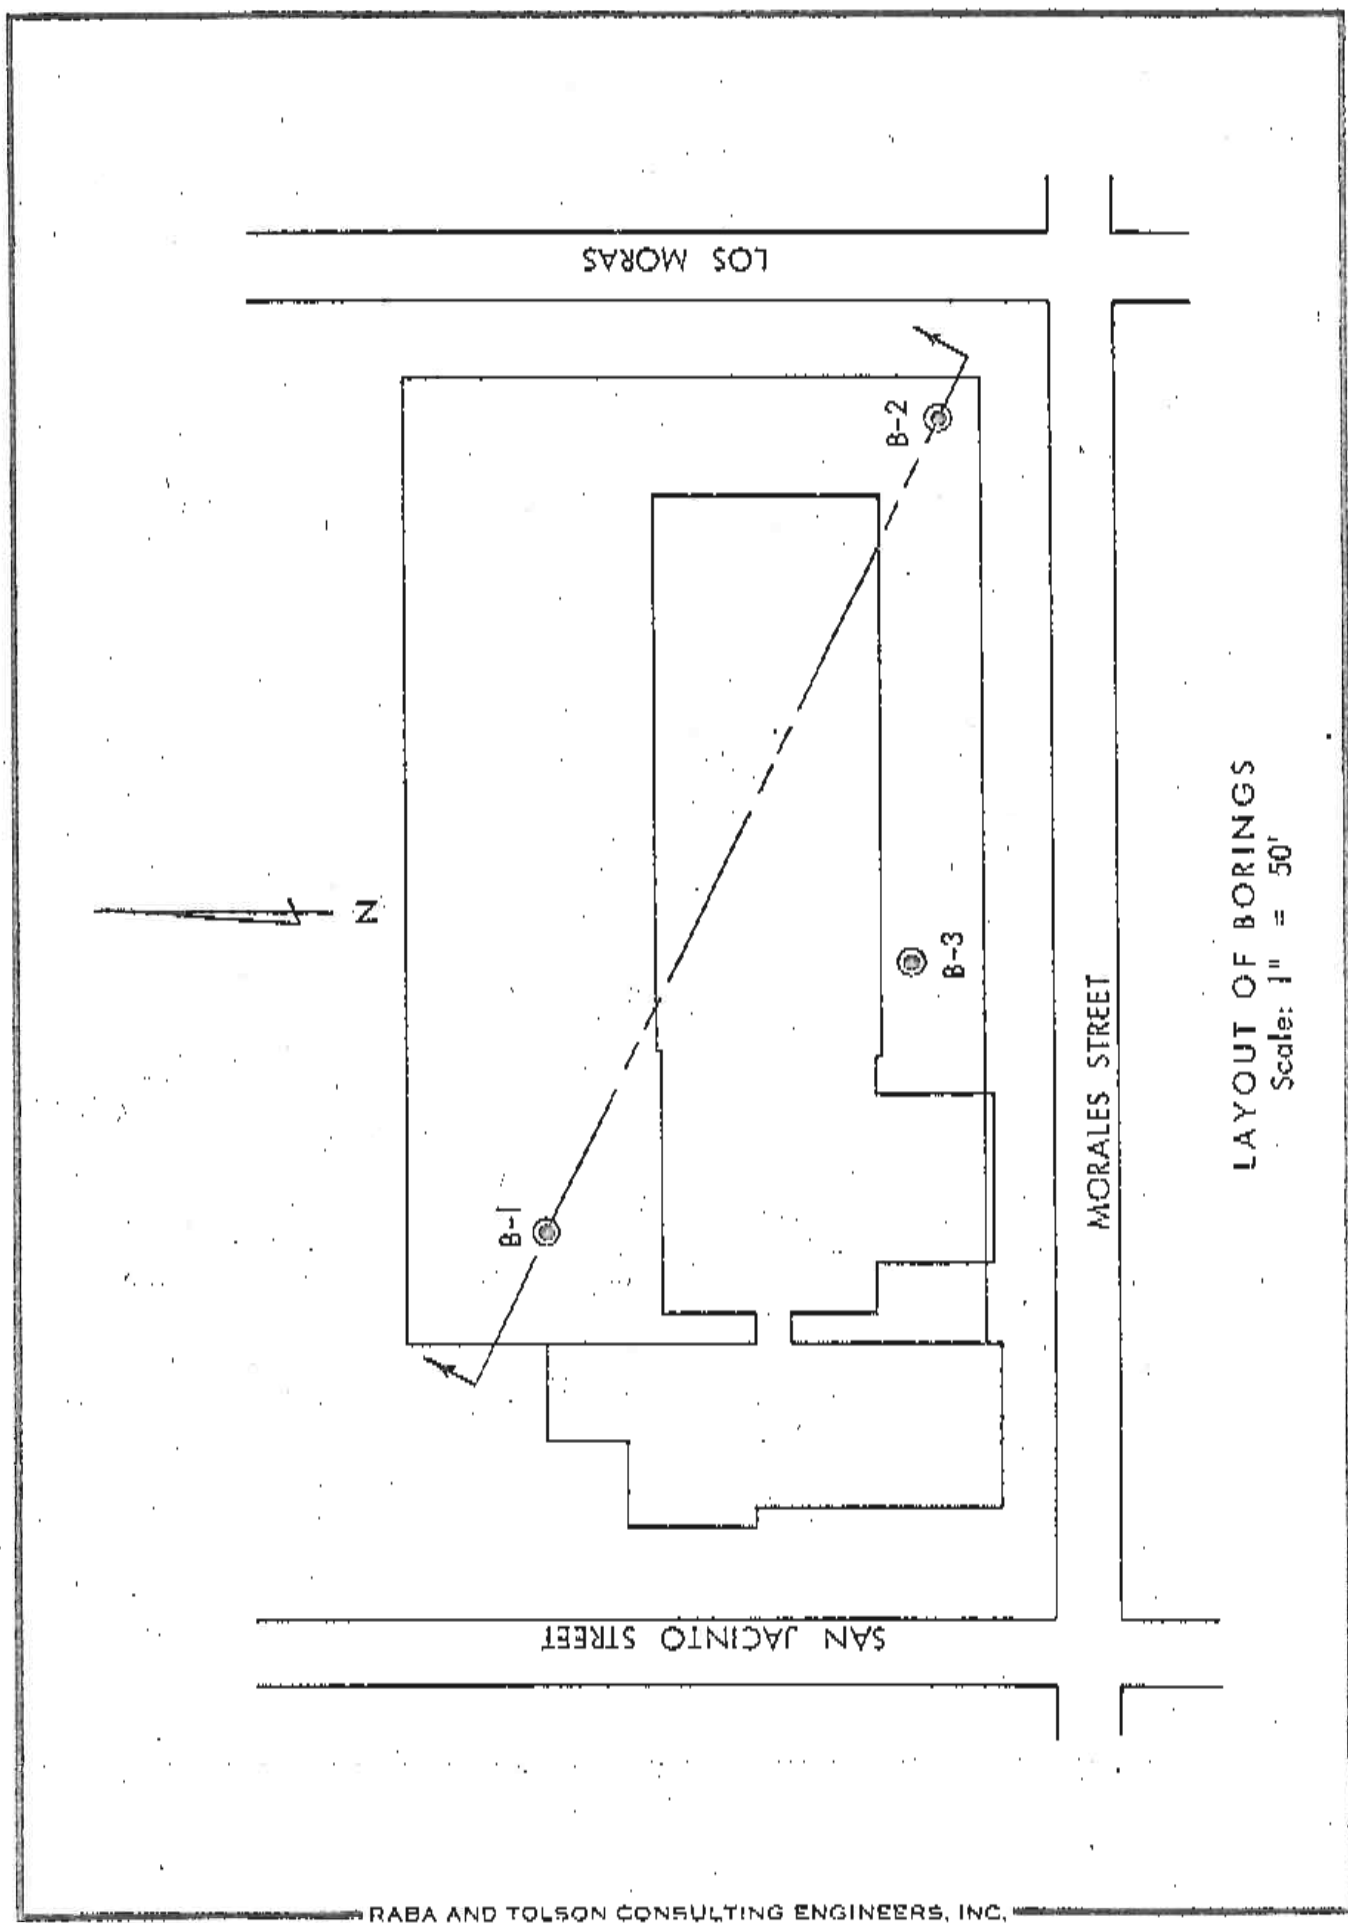 LOS MORAS
B-2
N
B-3
B-1
MORALES STREET
SAN JACINTO STREET
LAYOUT OF BORINGS
Scale: 1" = 50'
RABA AND TOLSON CONSULTING ENGINEERS, INC.